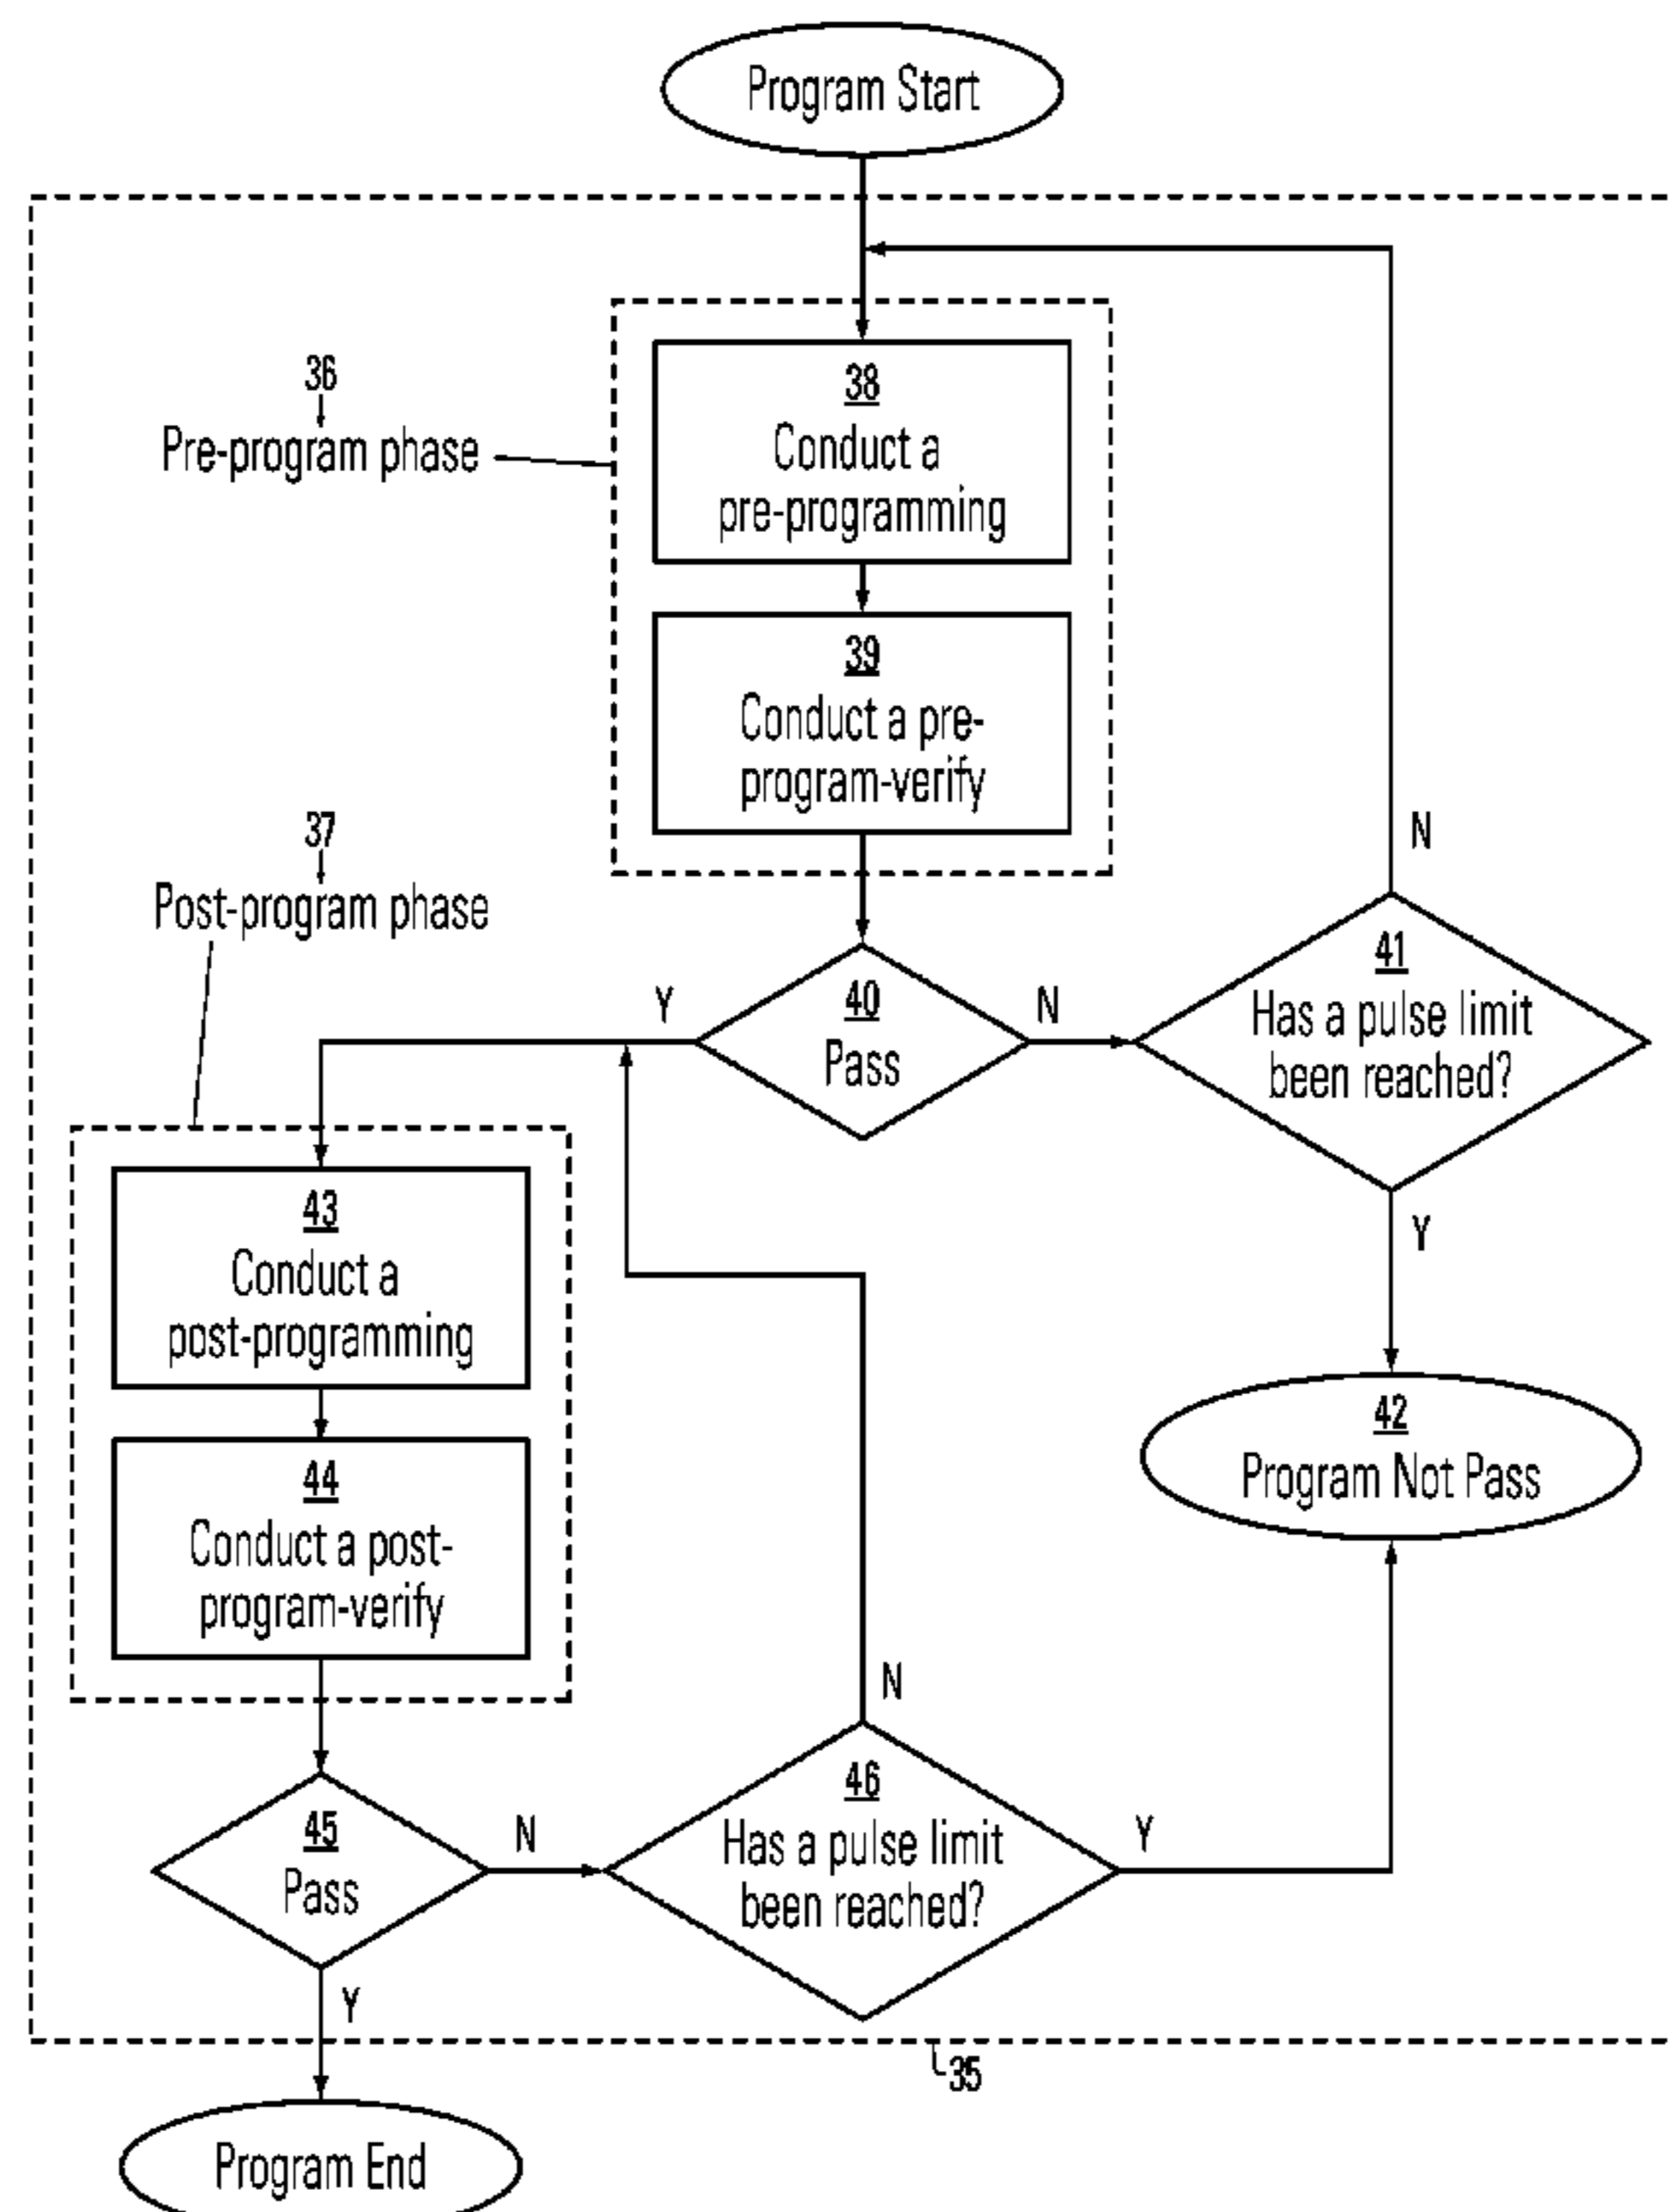 Program Start
36
Pre-program phase
38
Conduct a
pre-programming
39
Conduct a pre-
program-verify
37
Post-program phase
40
Pass
Y
N
41
Has a pulse limit
been reached?
N
Y
42
Program Not Pass
43
Conduct a
post-programming
44
Conduct a post-
program-verify
45
Pass
N
Y
46
Has a pulse limit
been reached?
N
Y
35
Program End